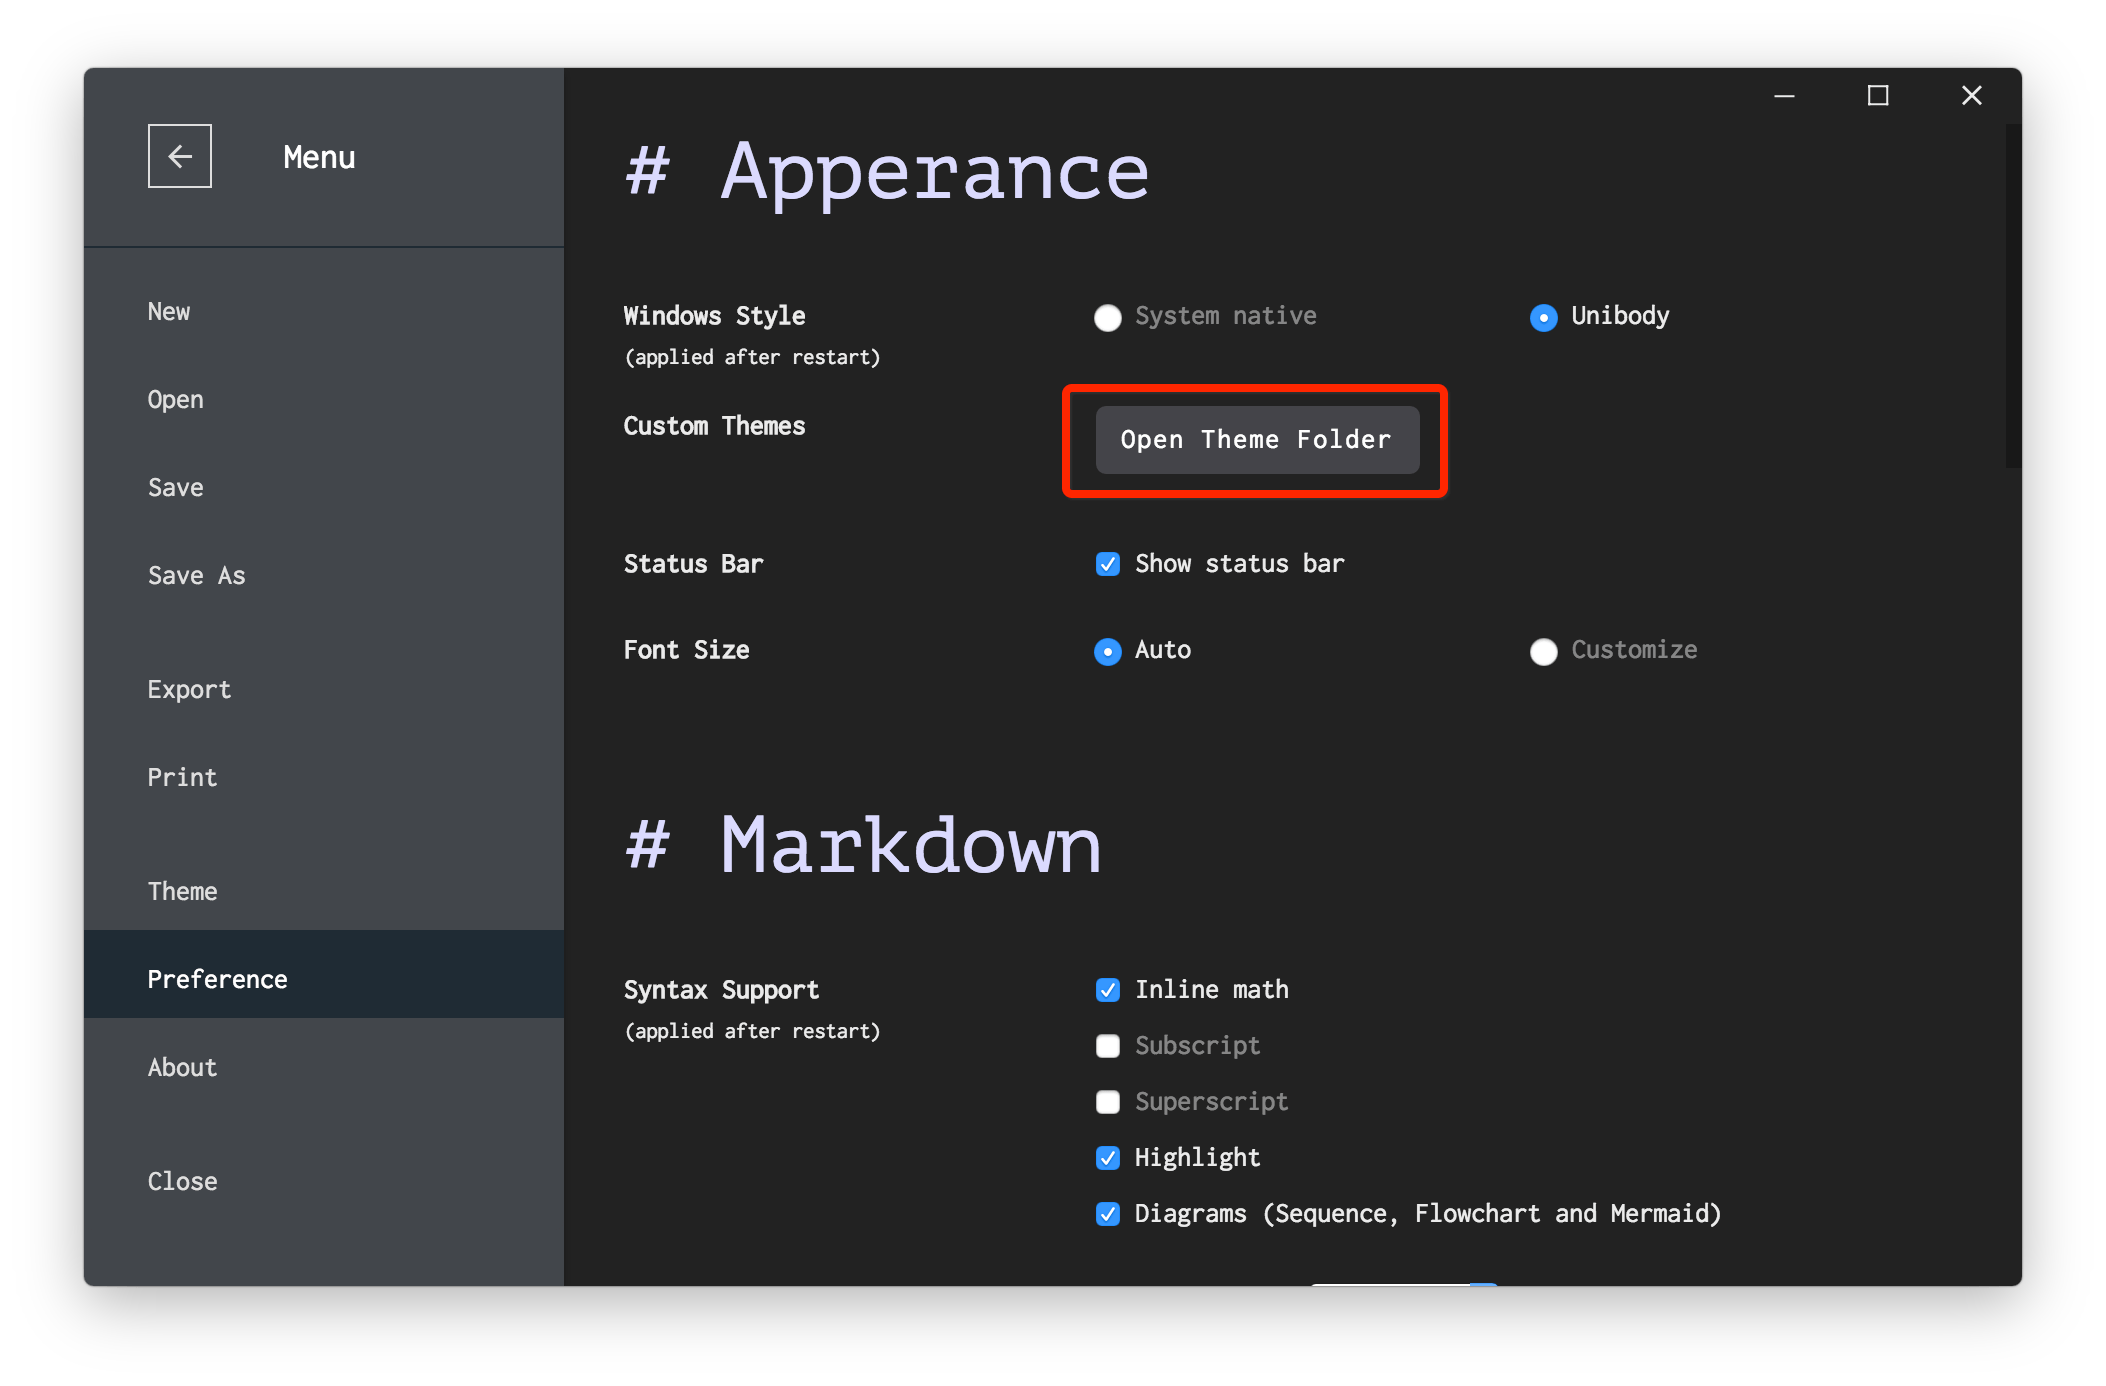 Menu
New
Open
Save
Save As
Export
Print
Theme
Preference
About
Close
# Apperance
Windows Style
(applied after restart)
System native
Unibody
Custom Themes
Open Theme Folder
Status Bar
Show status bar
Font Size
Auto
Customize
# Markdown
Syntax Support
(applied after restart)
Inline math
Subscript
Superscript
Highlight
Diagrams (Sequence, Flowchart and Mermaid)